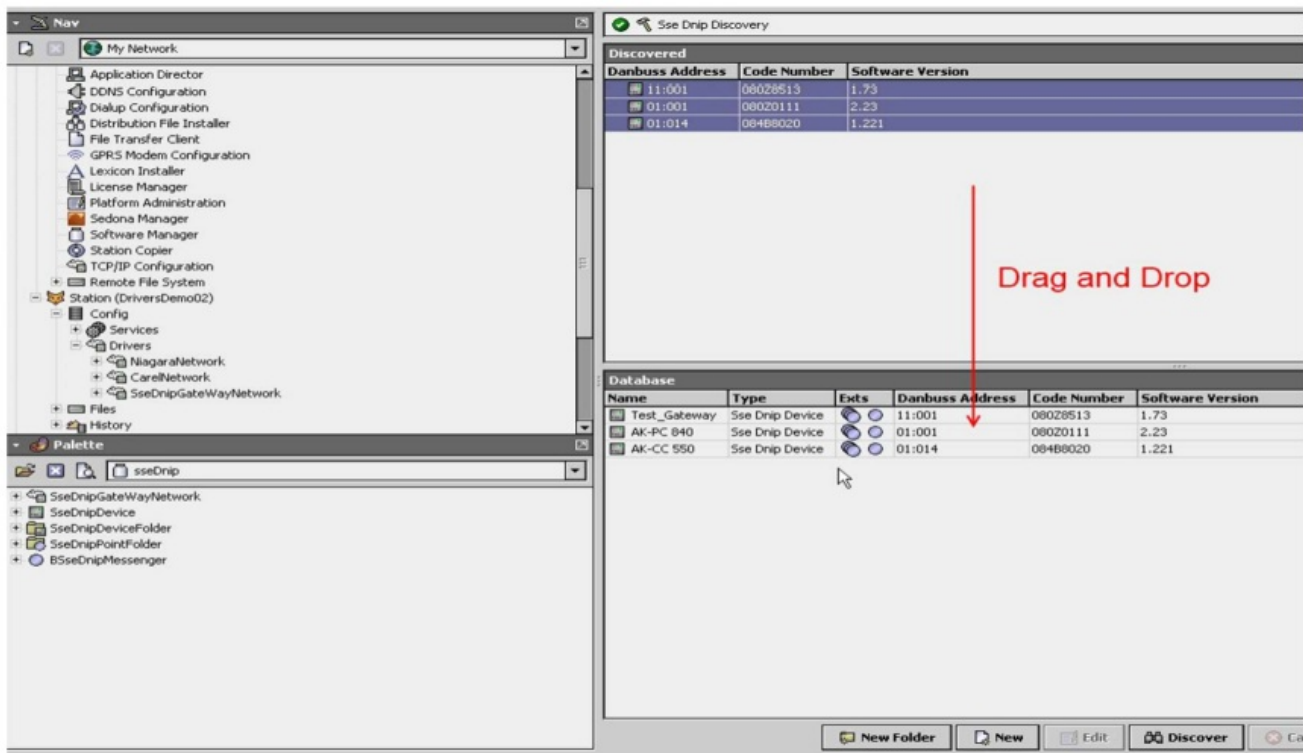 Nav
My Network
Application Director
DDNS Configuration
Dialup Configuration
Distribution File Installer
File Transfer Client
GPRS Modem Configuration
Lexicon Installer
License Manager
Platform Administration
Sedona Manager
Software Manager
Station Copier
TCP/IP Configuration
Remote File System
Station (DriversDemo02)
Config
Services
Drivers
NiagaraNetwork
CarelNetwork
SseDnipGateWayNetwork
Files
History
Palette
sseDnip
SseDnipGateWayNetwork
SseDnipDevice
SseDnipDeviceFolder
SseDnipPointFolder
BSseDnipMessenger
Sse Dnip Discovery
Discovered
Danbuss Address Code Number Software Version
11:001 080Z8513 1.73
01:001 080Z0111 2.23
01:014 084B8020 1.221
Drag and Drop
Database
Name Type Exts Danbuss Address Code Number Software Version
Test_Gateway Sse Dnip Device 11:001 080Z8513 1.73
AK-PC 840 Sse Dnip Device 01:001 080Z0111 2.23
AK-CC 550 Sse Dnip Device 01:014 084B8020 1.221
New Folder New Edit Discover Ca